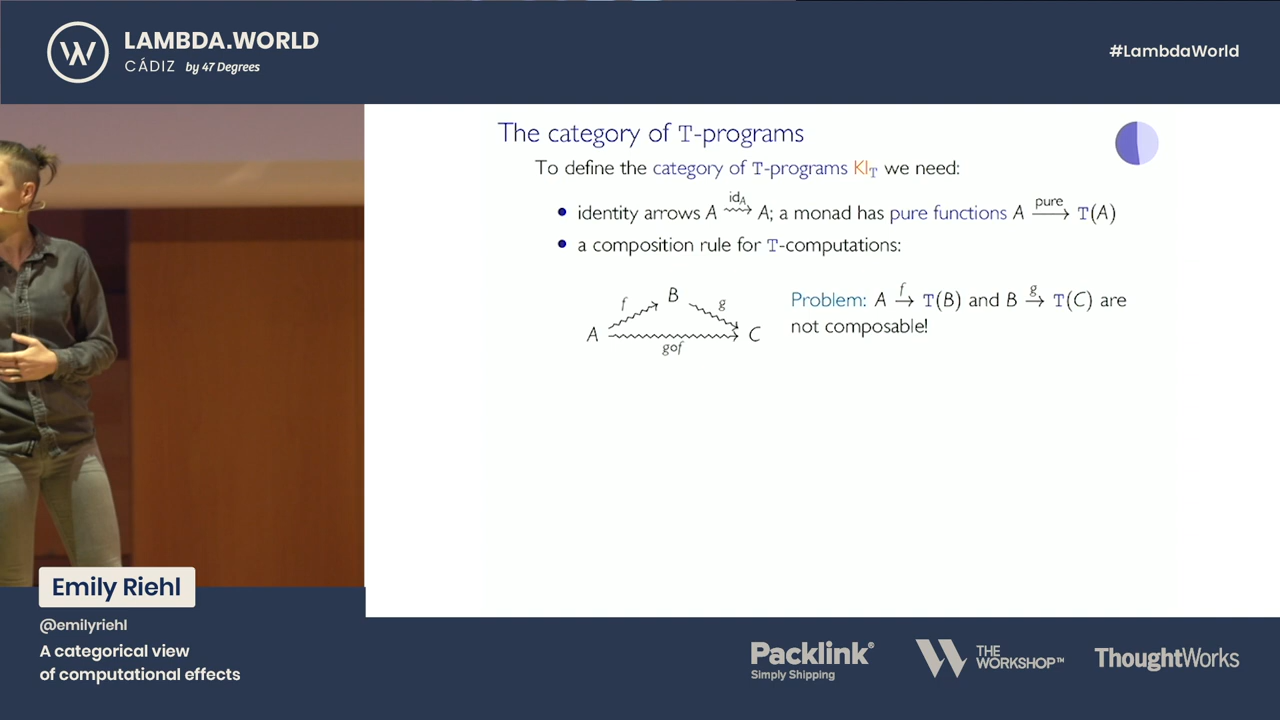 LAMBDA.WORLD
CÁDIZ by 47 Degrees
#LambdaWorld
The category of T-programs
To define the category of T-programs Kl_T we need:
• identity arrows A id_A⇝ A; a monad has pure functions A pure→ T(A)
• a composition rule for T-computations:
B
f
g
A
C
g∘f
Problem: A f→ T(B) and B g→ T(C) are
not composable!
Emily Riehl
@emilyriehl
A categorical view
of computational effects
Packlink®
Simply Shipping
THE
WORKSHOP™
ThoughtWorks